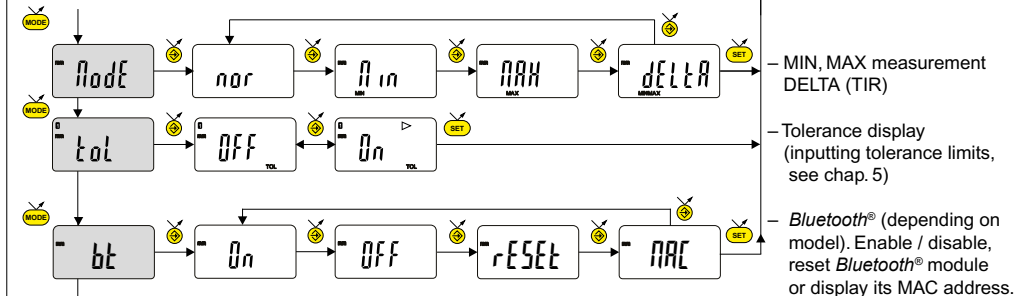 MODE
ModE nor Min MAX dELtA SET
MIN MAX MINMAX
– MIN, MAX measurement
DELTA (TIR)
MODE
toL OFF On SET
TOL TOL
– Tolerance display
(inputting tolerance limits,
see chap. 5)
MODE
bt On OFF rESEt MAC SET
– Bluetooth® (depending on
model). Enable / disable,
reset Bluetooth® module
or display its MAC address.